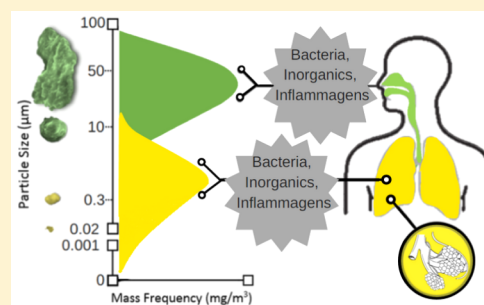 100
50
10
0.3
0.02
0.001
0
Particle Size (µm)
0
Mass Frequency (mg/m³)
Bacteria,
Inorganics,
Inflammagens
Bacteria,
Inorganics,
Inflammagens